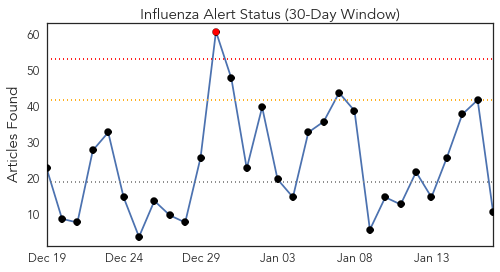 Influenza Alert Status (30-Day Window)
Articles Found
60
50
40
30
20
10
Dec 19 Dec 24 Dec 29 Jan 03 Jan 08 Jan 13